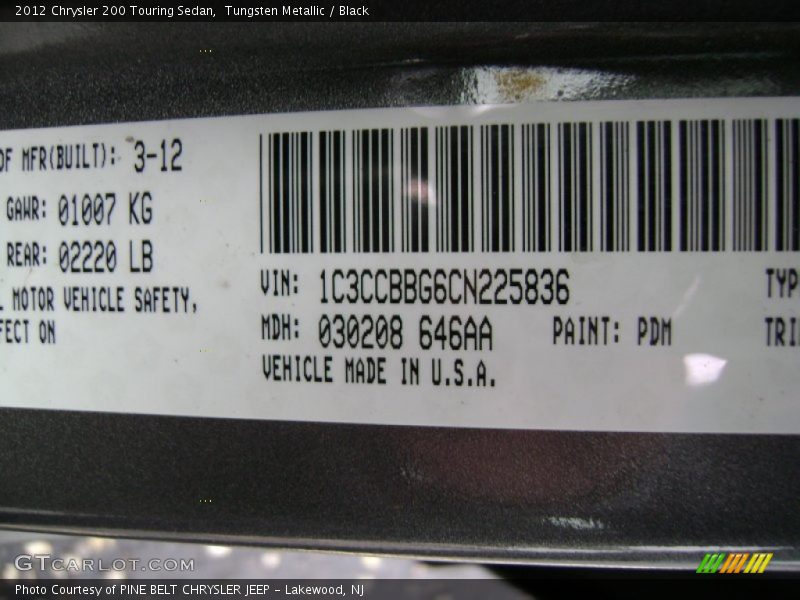 2012 Chrysler 200 Touring Sedan, Tungsten Metallic / Black
OF MFR(BUILT): 3-12
GAWR: 01007 KG
REAR: 02220 LB
L MOTOR VEHICLE SAFETY,
FECT ON
VIN: 1C3CCBBG6CN225836
TYP
MDH: 030208 646AA PAINT: PDM
TRI
VEHICLE MADE IN U.S.A.
GTCARLOT.COM
Photo Courtesy of PINE BELT CHRYSLER JEEP - Lakewood, NJ